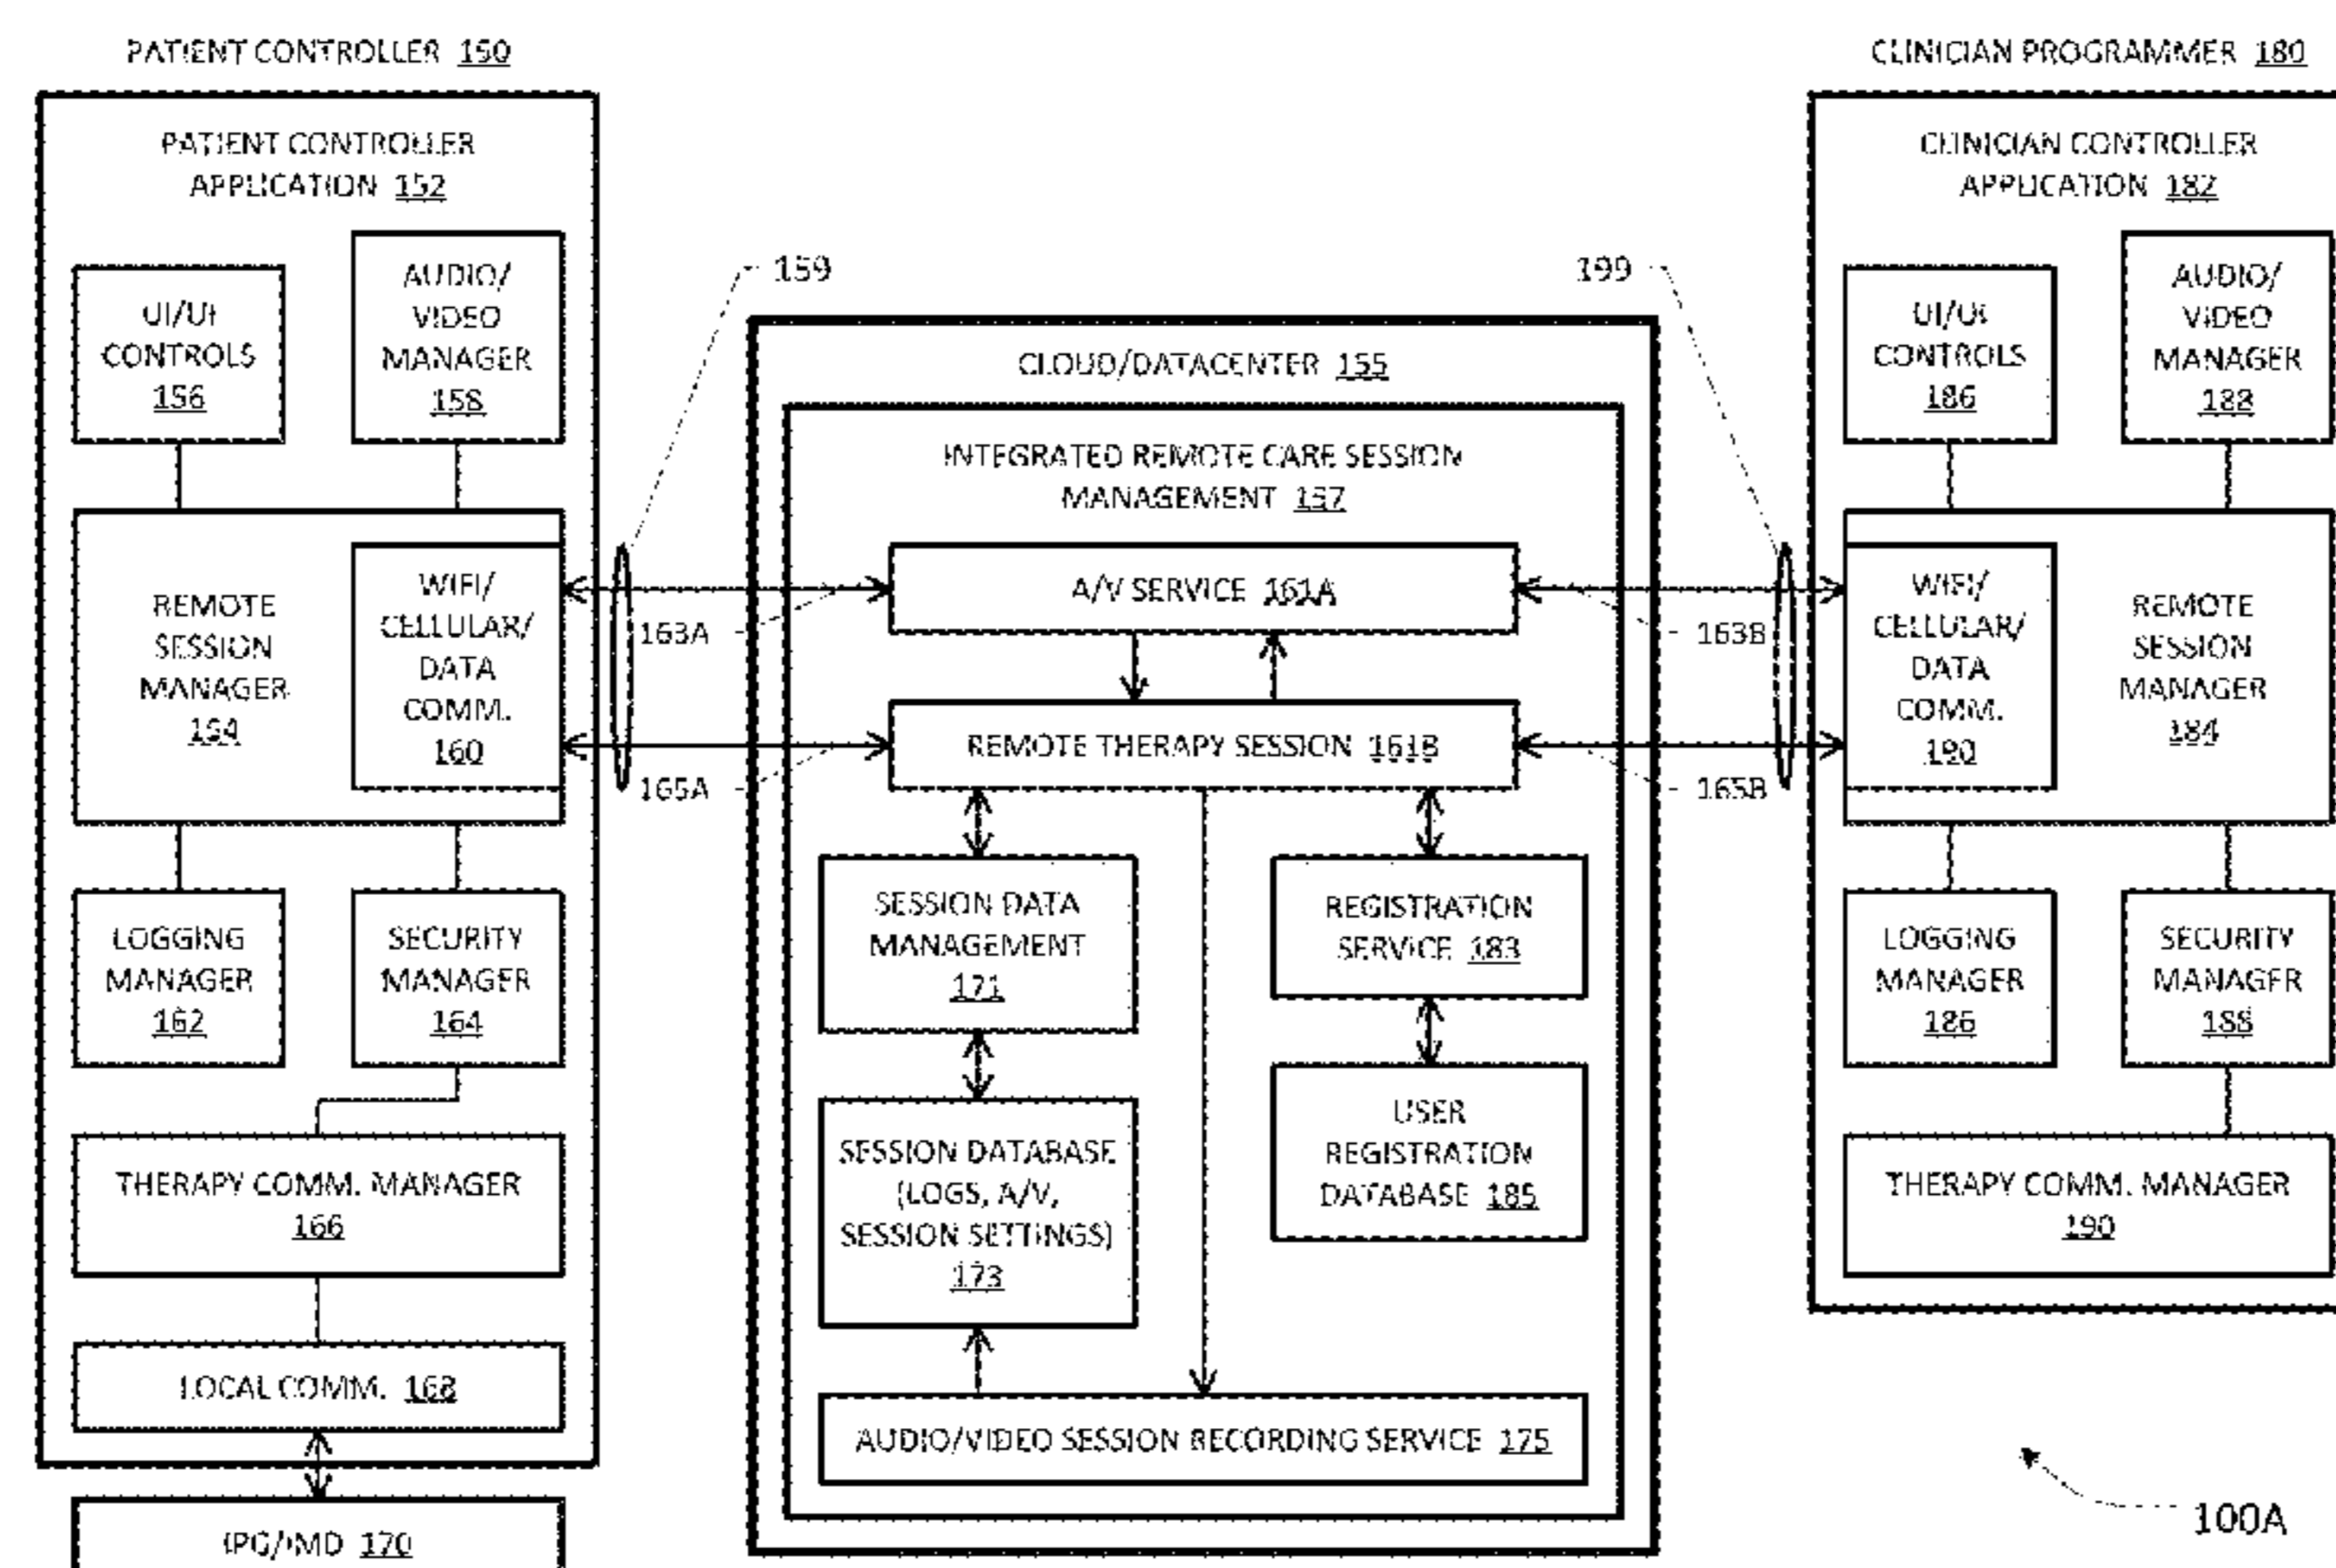 PATIENT CONTROLLER 150
PATIENT CONTROLLER
APPLICATION 152
UI/UI
CONTROLS
156
AUDIO/
VIDEO
MANAGER
158
REMOTE
SESSION
MANAGER
154
WIFI/
CELLULAR/
DATA
COMM.
160
LOGGING
MANAGER
162
SECURITY
MANAGER
164
THERAPY COMM. MANAGER
166
LOCAL COMM. 168
IPG/IMD 170
159
163A
165A
CLOUD/DATACENTER 155
INTEGRATED REMOTE CARE SESSION
MANAGEMENT 157
A/V SERVICE 161A
REMOTE THERAPY SESSION 161B
SESSION DATA
MANAGEMENT
171
REGISTRATION
SERVICE 183
SESSION DATABASE
(LOGS, A/V,
SESSION SETTINGS)
173
USER
REGISTRATION
DATABASE 185
AUDIO/VIDEO SESSION RECORDING SERVICE 175
199
163B
165B
CLINICIAN PROGRAMMER 180
CLINICIAN CONTROLLER
APPLICATION 182
UI/UI
CONTROLS
186
AUDIO/
VIDEO
MANAGER
188
WIFI/
CELLULAR/
DATA
COMM.
190
REMOTE
SESSION
MANAGER
184
LOGGING
MANAGER
186
SECURITY
MANAGER
188
THERAPY COMM. MANAGER
190
100A